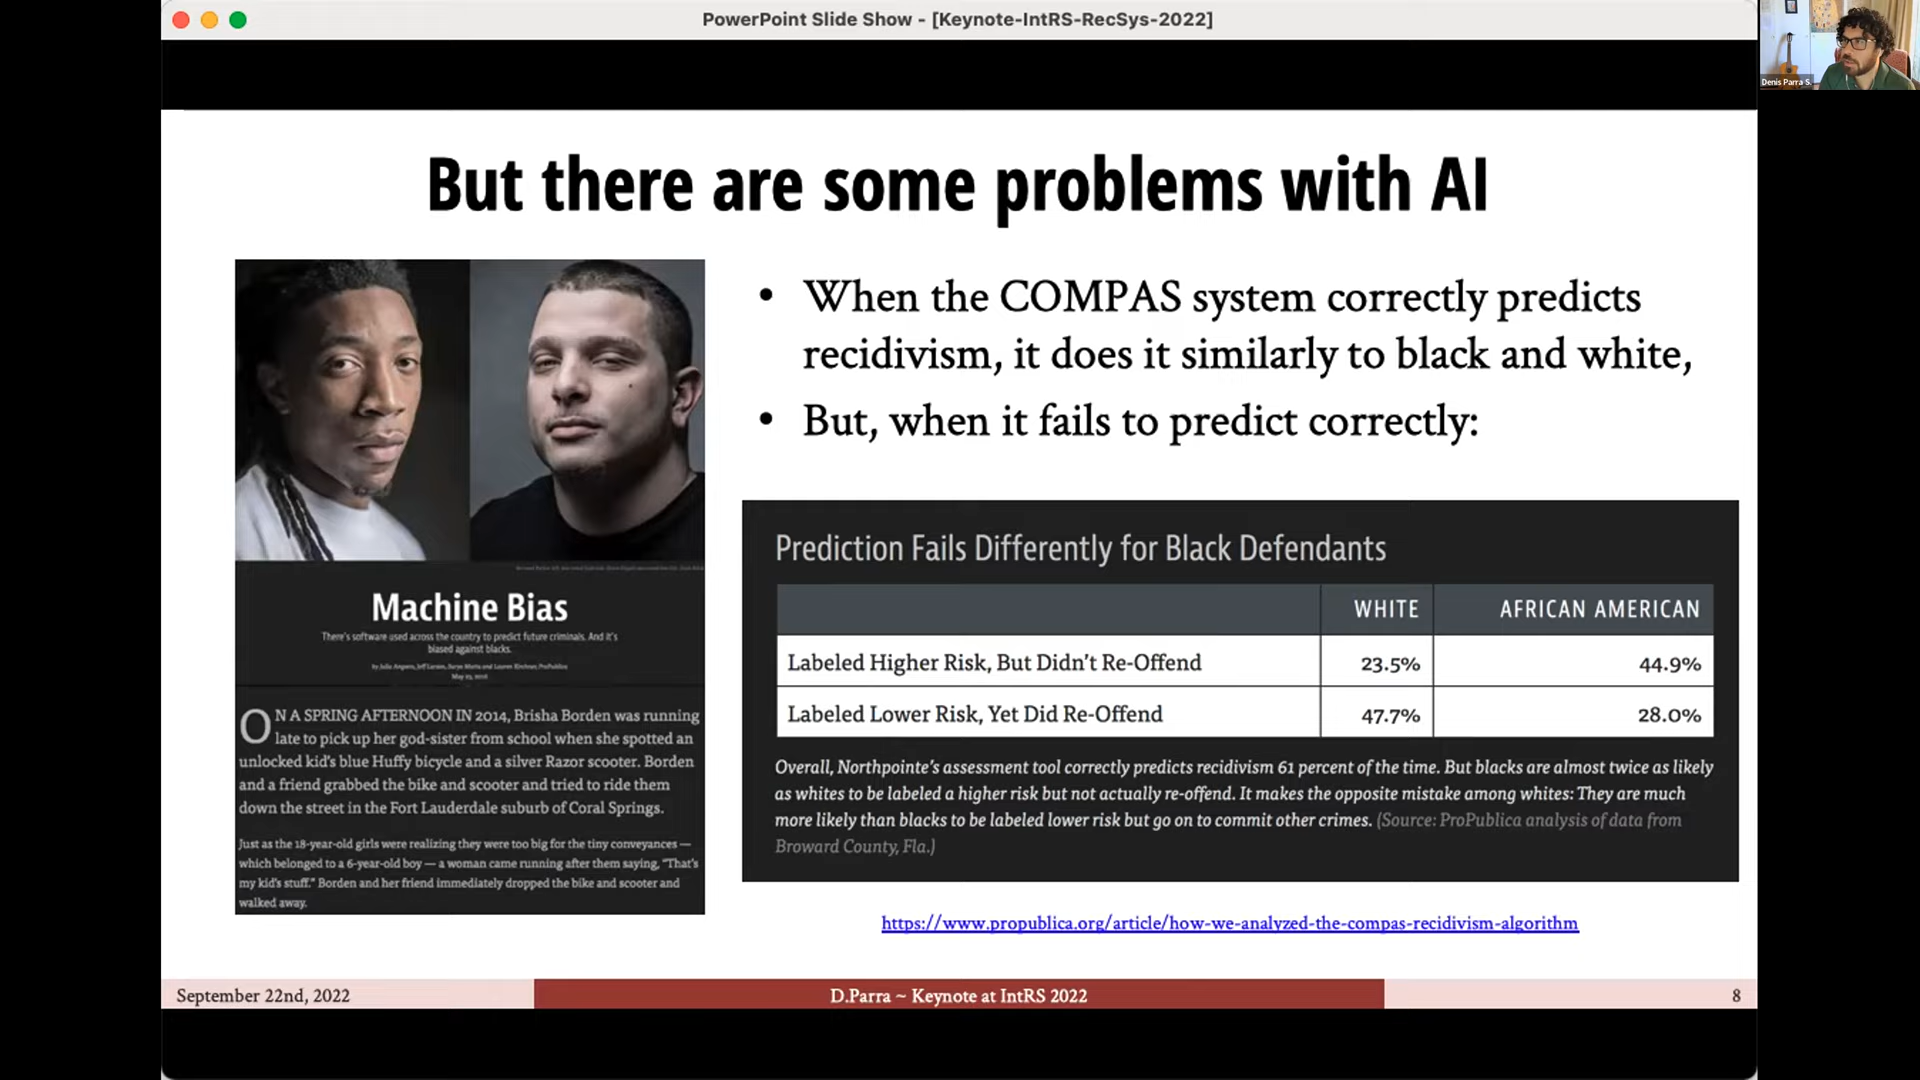 PowerPoint Slide Show - [Keynote-IntRS-RecSys-2022]
Denis Parra S.
But there are some problems with AI
• When the COMPAS system correctly predicts
recidivism, it does it similarly to black and white,
• But, when it fails to predict correctly:
Machine Bias
There's software used across the country to predict future criminals. And it's
biased against blacks.
by Julia Angwin, Jeff Larson, Surya Mattu and Lauren Kirchner, ProPublica
May 23, 2016
ON A SPRING AFTERNOON IN 2014, Brisha Borden was running
late to pick up her god-sister from school when she spotted an
unlocked kid's blue Huffy bicycle and a silver Razor scooter. Borden
and a friend grabbed the bike and scooter and tried to ride them
down the street in the Fort Lauderdale suburb of Coral Springs.
Just as the 18-year-old girls were realizing they were too big for the tiny conveyances —
which belonged to a 6-year-old boy — a woman came running after them saying, "That's
my kid's stuff." Borden and her friend immediately dropped the bike and scooter and
walked away.
Prediction Fails Differently for Black Defendants
WHITE AFRICAN AMERICAN
Labeled Higher Risk, But Didn't Re-Offend 23.5% 44.9%
Labeled Lower Risk, Yet Did Re-Offend 47.7% 28.0%
Overall, Northpointe's assessment tool correctly predicts recidivism 61 percent of the time. But blacks are almost twice as likely
as whites to be labeled a higher risk but not actually re-offend. It makes the opposite mistake among whites: They are much
more likely than blacks to be labeled lower risk but go on to commit other crimes. (Source: ProPublica analysis of data from
Broward County, Fla.)
https://www.propublica.org/article/how-we-analyzed-the-compas-recidivism-algorithm
September 22nd, 2022
D.Parra ~ Keynote at IntRS 2022
8